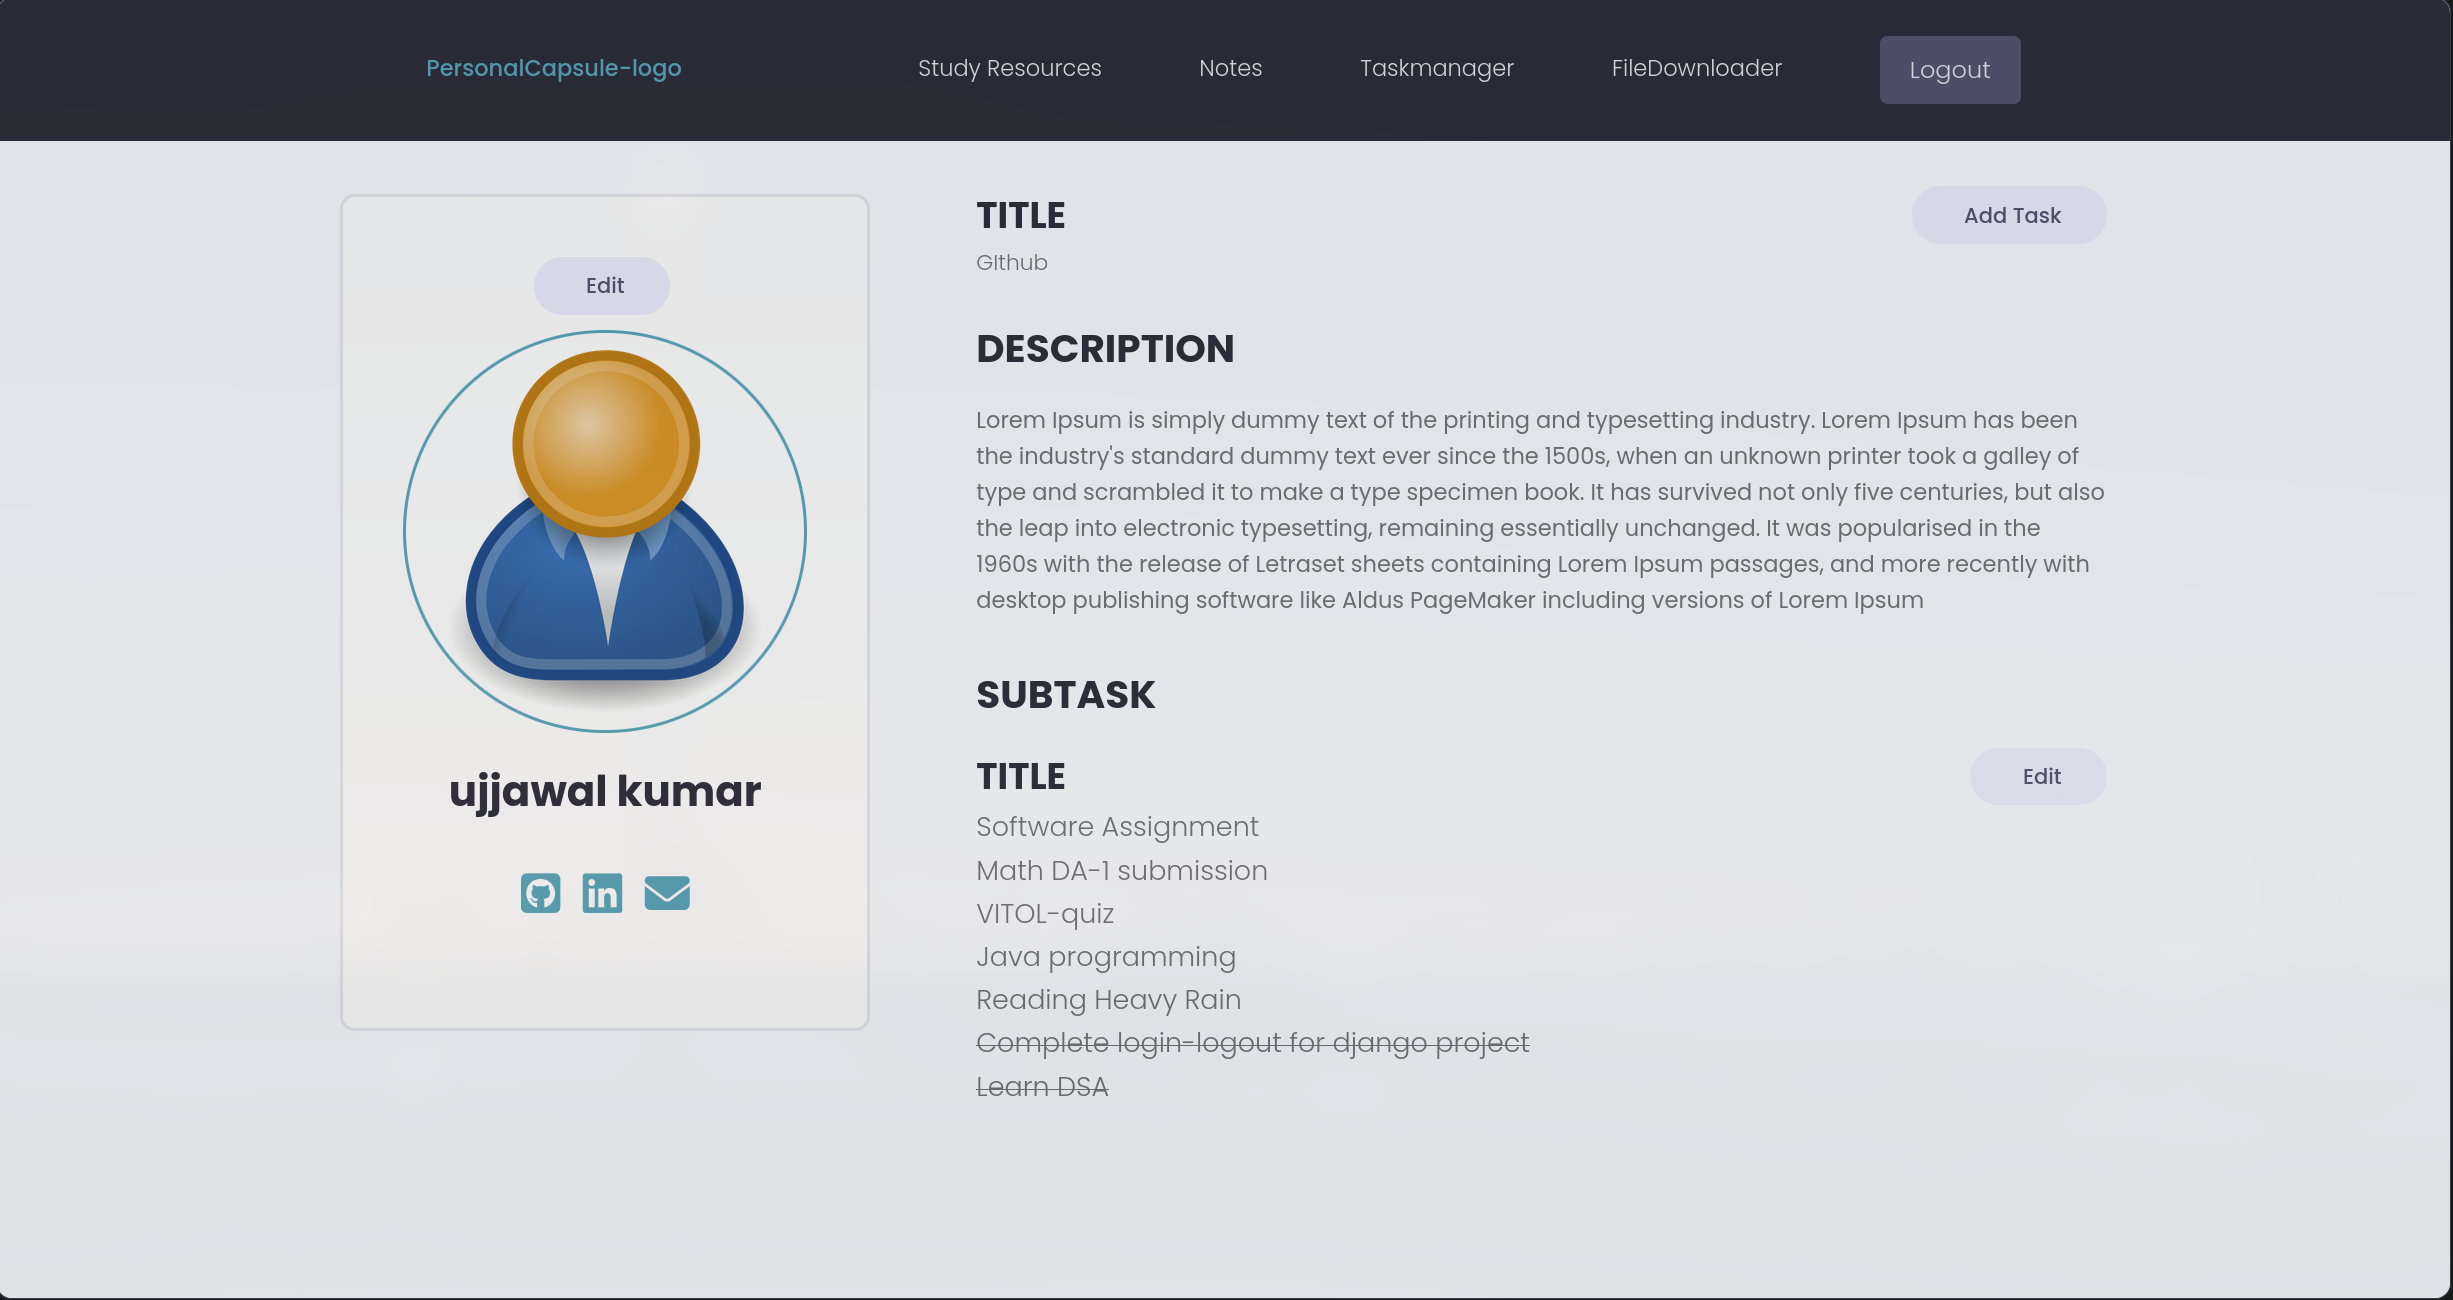 PersonalCapsule-logo
Study Resources
Notes
Taskmanager
FileDownloader
Logout
Edit
ujjawal kumar
TITLE
Add Task
GIthub
DESCRIPTION
Lorem Ipsum is simply dummy text of the printing and typesetting industry. Lorem Ipsum has been
the industry's standard dummy text ever since the 1500s, when an unknown printer took a galley of
type and scrambled it to make a type specimen book. It has survived not only five centuries, but also
the leap into electronic typesetting, remaining essentially unchanged. It was popularised in the
1960s with the release of Letraset sheets containing Lorem Ipsum passages, and more recently with
desktop publishing software like Aldus PageMaker including versions of Lorem Ipsum
SUBTASK
TITLE
Edit
Software Assignment
Math DA-1 submission
VITOL-quiz
Java programming
Reading Heavy Rain
Complete login-logout for django project
Learn DSA